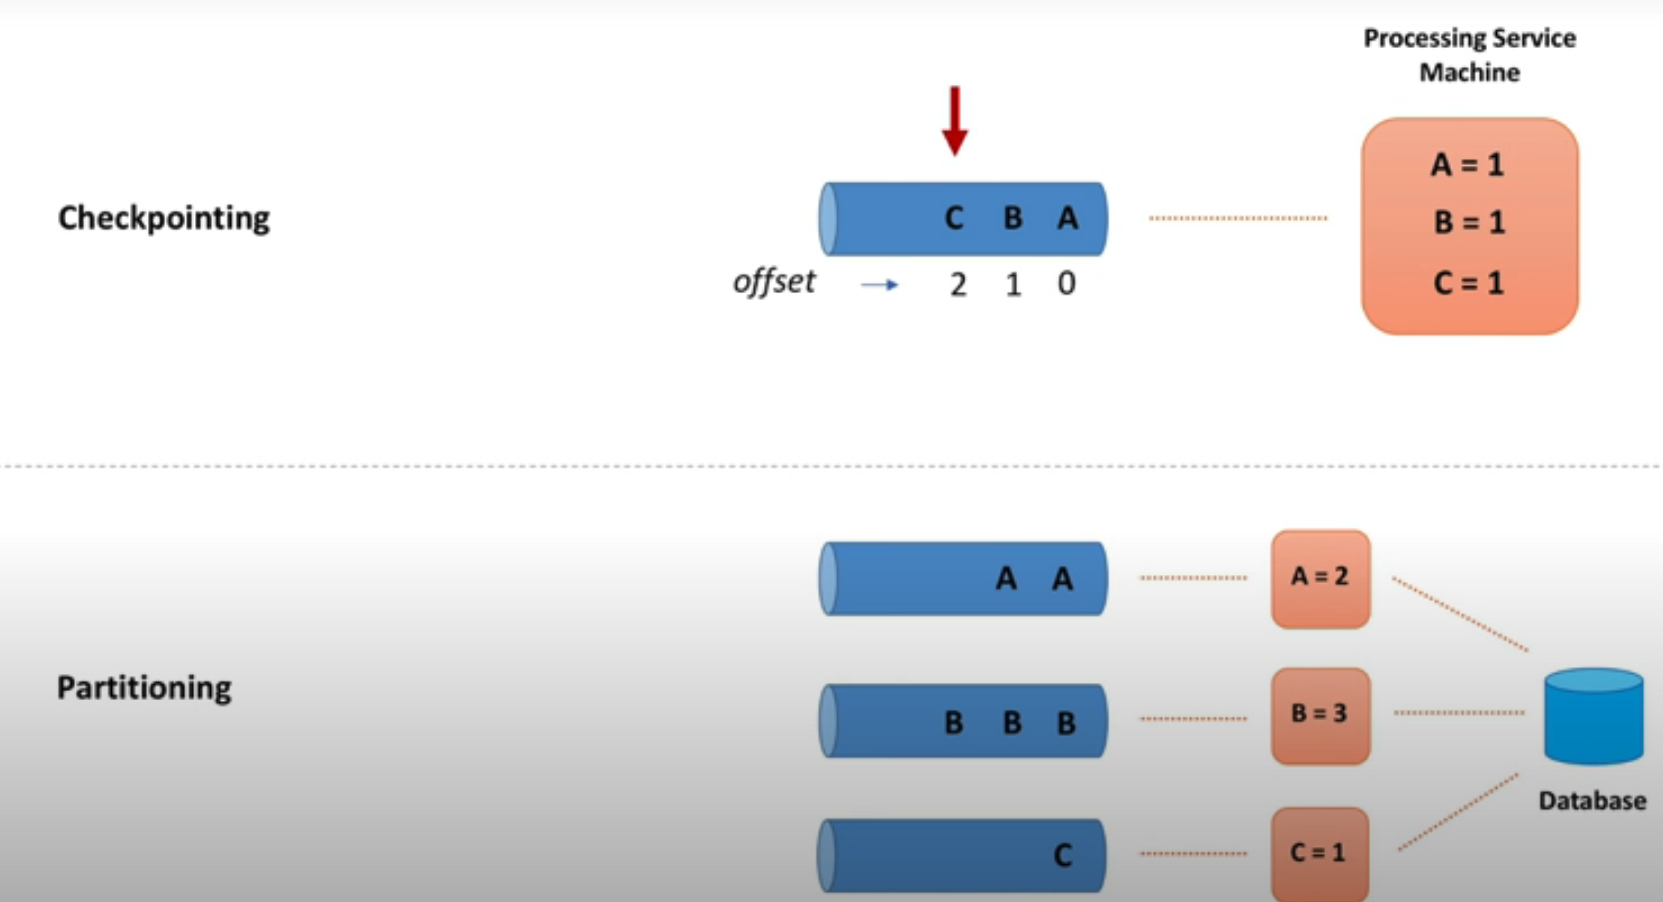 Processing Service
Machine
Checkpointing
C B A
offset → 2 1 0
A = 1
B = 1
C = 1
Partitioning
A A
A = 2
B B B
B = 3
Database
C
C = 1